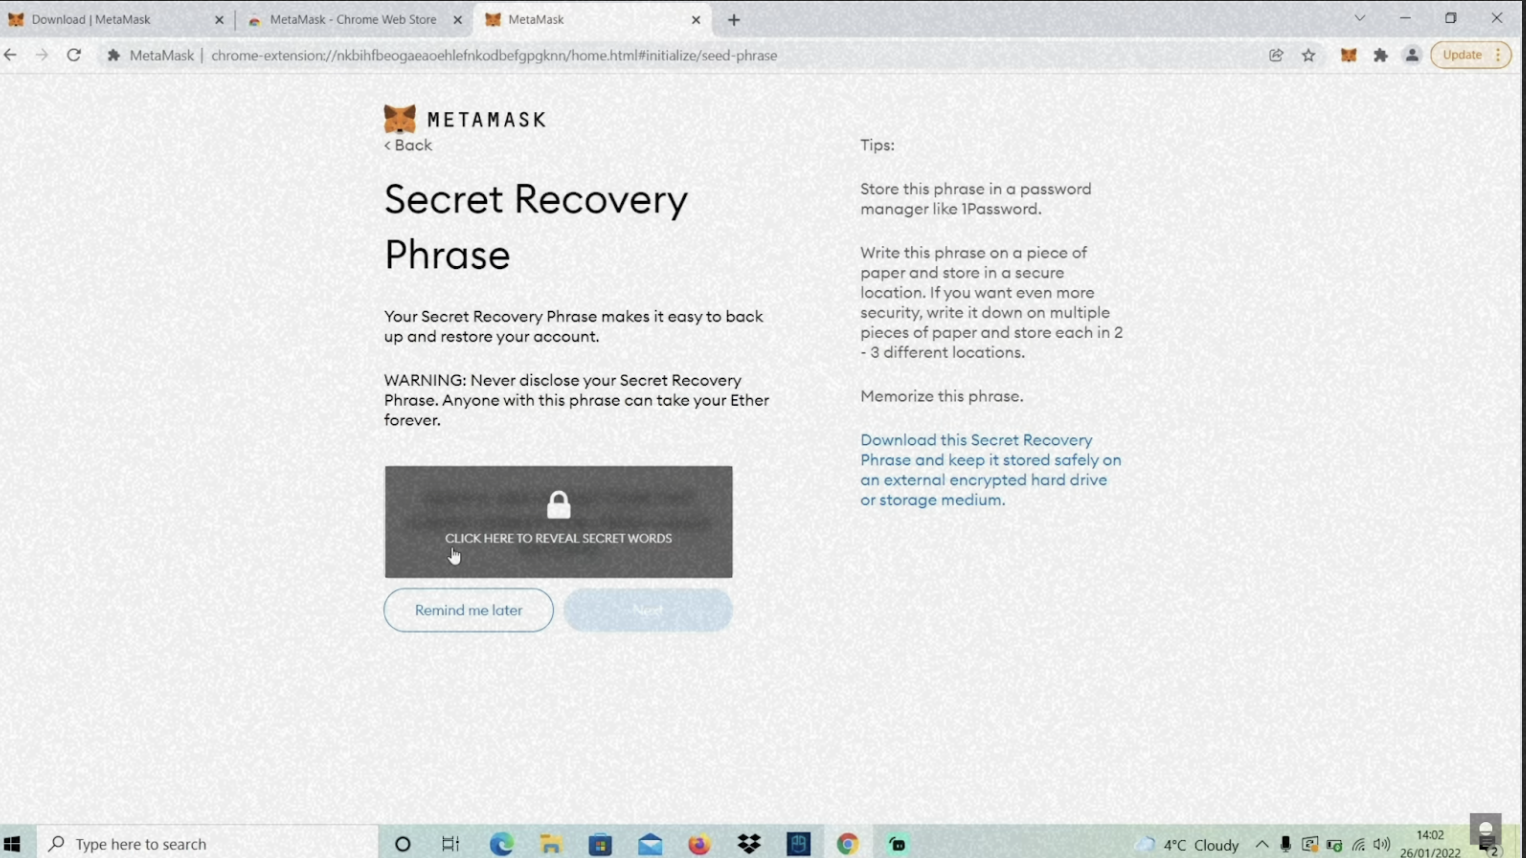 Download | MetaMask
MetaMask - Chrome Web Store
MetaMask
MetaMask | chrome-extension://nkbihfbeogaeaoehlefnkodbefgpgknn/home.html#initialize/seed-phrase
Update
METAMASK
< Back
Secret Recovery
Phrase
Your Secret Recovery Phrase makes it easy to back
up and restore your account.
WARNING: Never disclose your Secret Recovery
Phrase. Anyone with this phrase can take your Ether
forever.
CLICK HERE TO REVEAL SECRET WORDS
Remind me later
Next
Tips:
Store this phrase in a password
manager like 1Password.
Write this phrase on a piece of
paper and store in a secure
location. If you want even more
security, write it down on multiple
pieces of paper and store each in 2
- 3 different locations.
Memorize this phrase.
Download this Secret Recovery
Phrase and keep it stored safely on
an external encrypted hard drive
or storage medium.
Type here to search
4°C Cloudy
14:02
26/01/2022
2